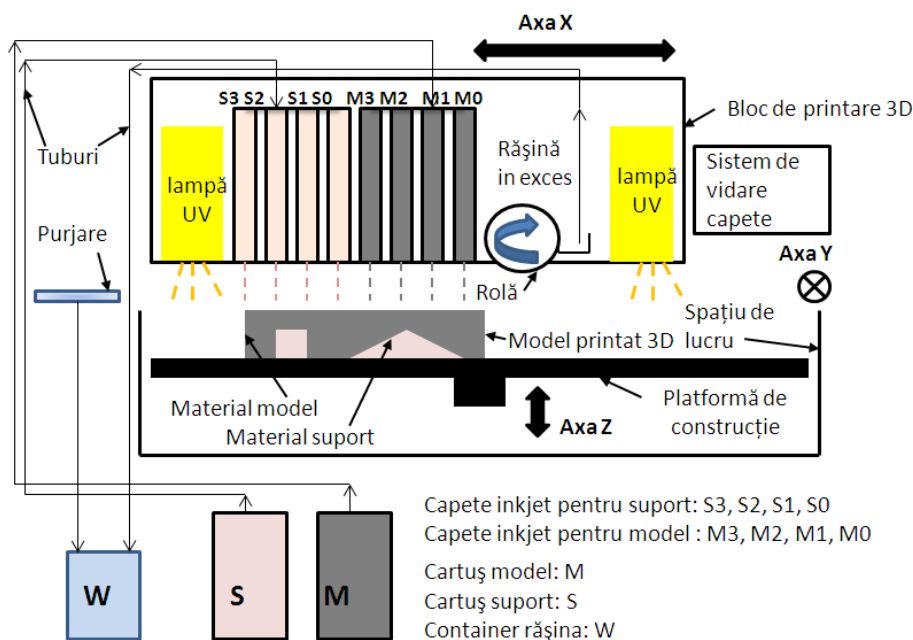 Axa X
S3 S2 S1 S0 M3 M2 M1 M0
Bloc de printare 3D
Tuburi
lampă
UV
Răşină
in exces
lampă
UV
Sistem de
vidare
capete
Purjare
Axa Y
Rolă
Spațiu de
lucru
Model printat 3D
Material model
Material suport
Axa Z
Platformă de
construcție
Capete inkjet pentru suport: S3, S2, S1, S0
Capete inkjet pentru model : M3, M2, M1, M0
Cartuş model: M
Cartuş suport: S
Container răşina: W
W
S
M